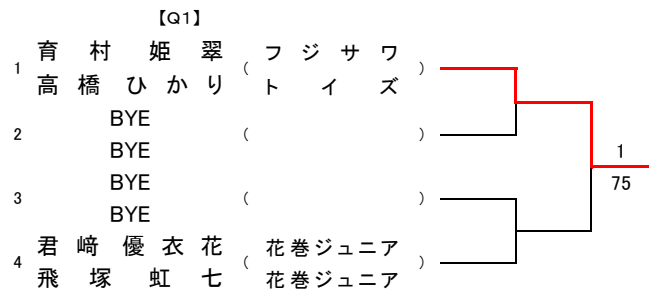 【Q1】
1 育村姫翠 ( フジサワ )
高橋ひかり トイズ
2 BYE ( )
BYE
3 BYE ( )
BYE
4 君﨑優衣花 ( 花巻ジュニア )
飛塚虹七 花巻ジュニア
1
75